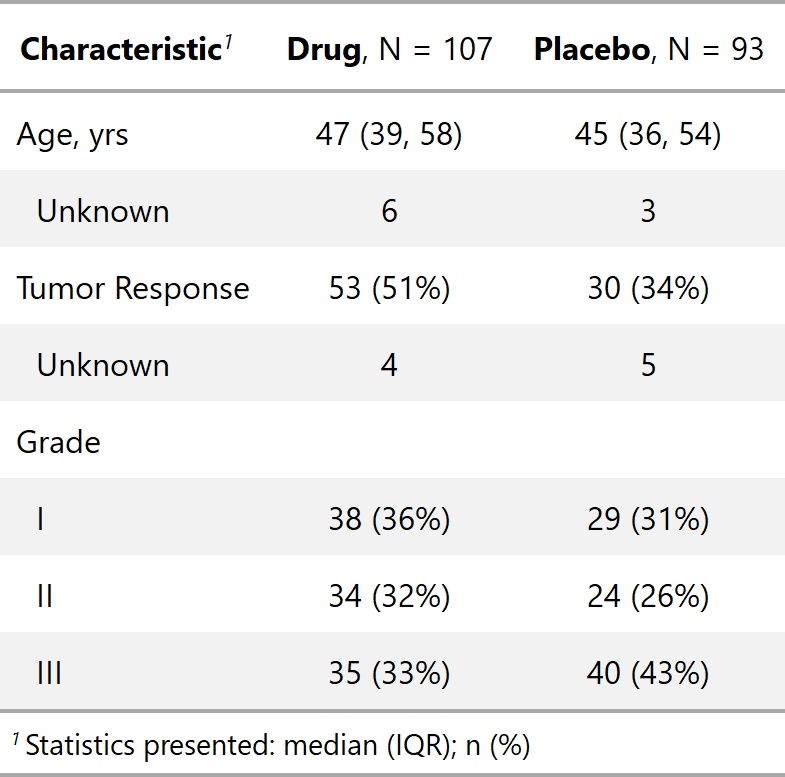 Characteristic1 Drug, N = 107 Placebo, N = 93
Age, yrs 47 (39, 58) 45 (36, 54)
Unknown 6 3
Tumor Response 53 (51%) 30 (34%)
Unknown 4 5
Grade
I 38 (36%) 29 (31%)
II 34 (32%) 24 (26%)
III 35 (33%) 40 (43%)
1 Statistics presented: median (IQR); n (%)